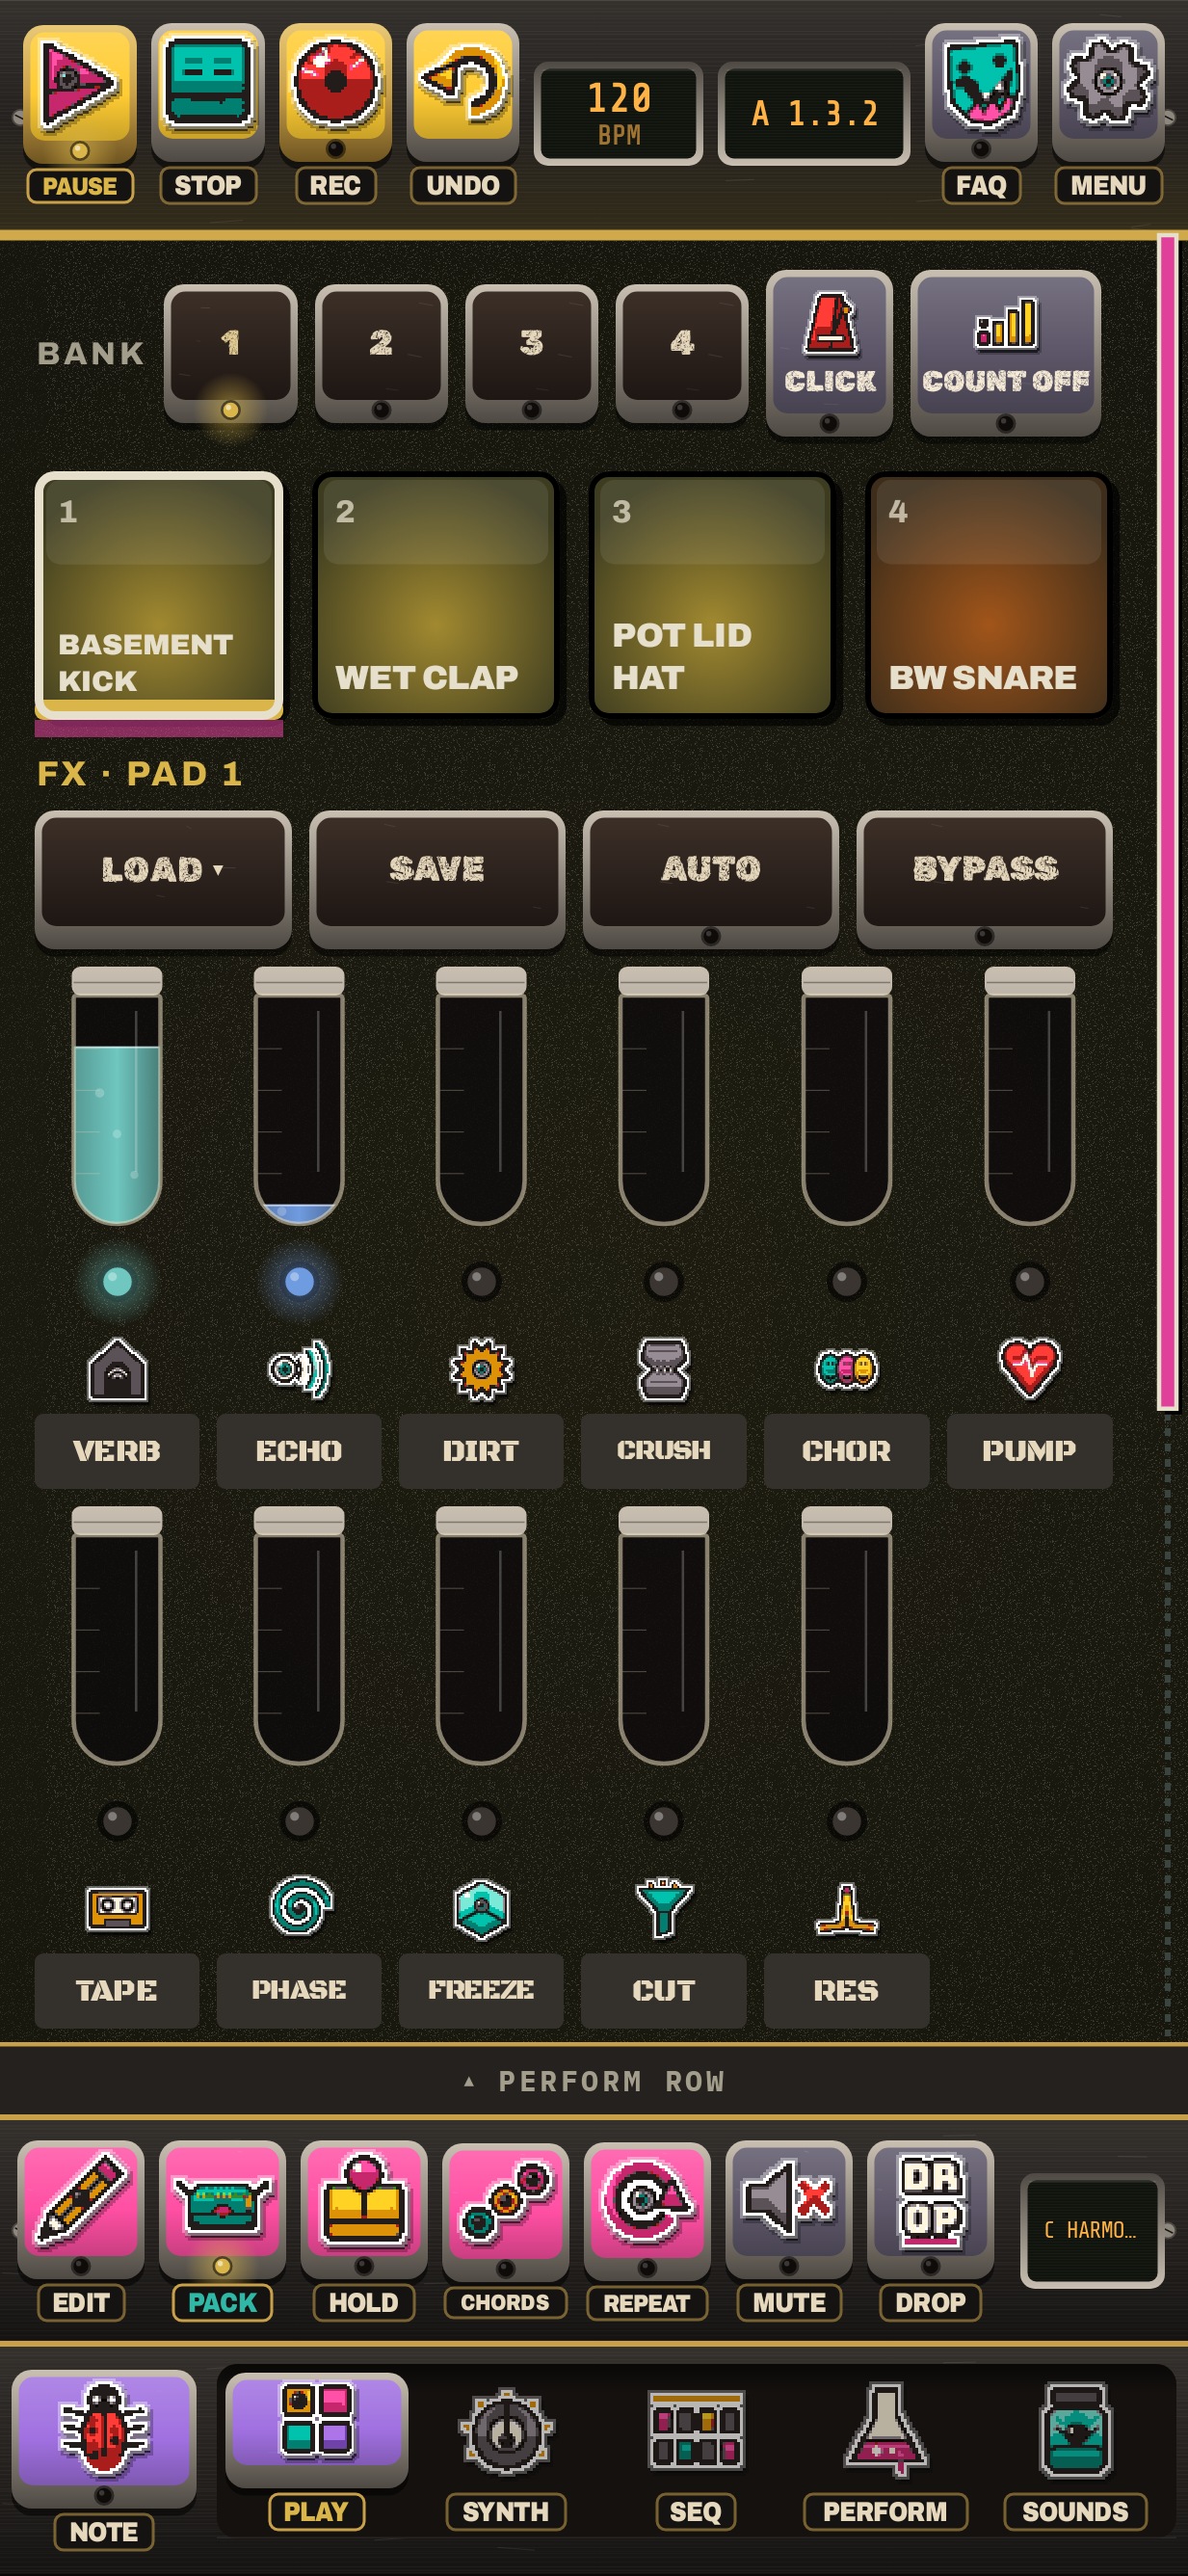 120
BPM
A 1.3.2
PAUSE
STOP
REC
UNDO
FAQ
MENU
BANK
1
2
3
4
CLICK
COUNT OFF
1
BASEMENT
KICK
2
WET CLAP
3
POT LID
HAT
4
BW SNARE
FX · PAD 1
LOAD ▾
SAVE
AUTO
BYPASS
VERB
ECHO
DIRT
CRUSH
CHOR
PUMP
TAPE
PHASE
FREEZE
CUT
RES
▴ PERFORM ROW
DR
OP
C HARMO…
EDIT
PACK
HOLD
CHORDS
REPEAT
MUTE
DROP
NOTE
PLAY
SYNTH
SEQ
PERFORM
SOUNDS